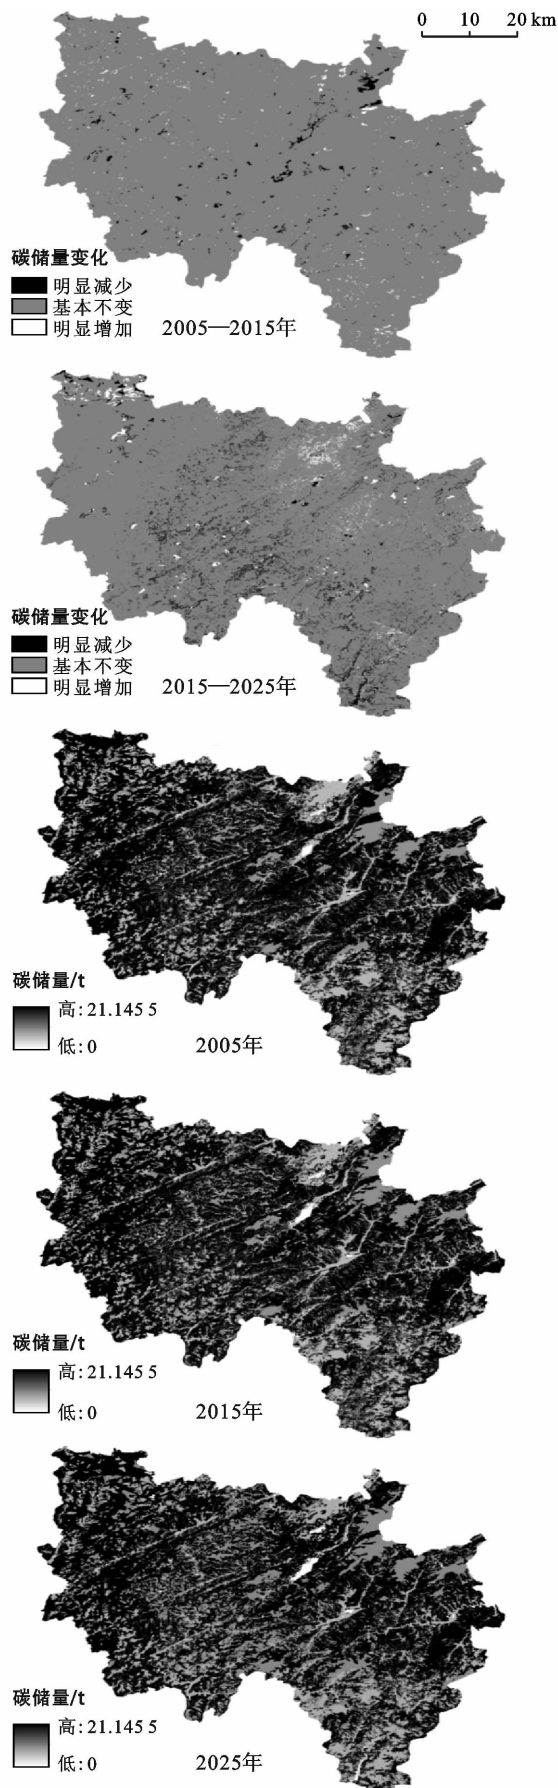 0 10 20 km
碳储量变化
明显减少
基本不变
明显增加 2005—2015年
碳储量变化
明显减少
基本不变
明显增加 2015—2025年
碳储量/t
高:21.145 5
低:0 2005年
碳储量/t
高:21.145 5
低:0 2015年
碳储量/t
高:21.145 5
低:0 2025年